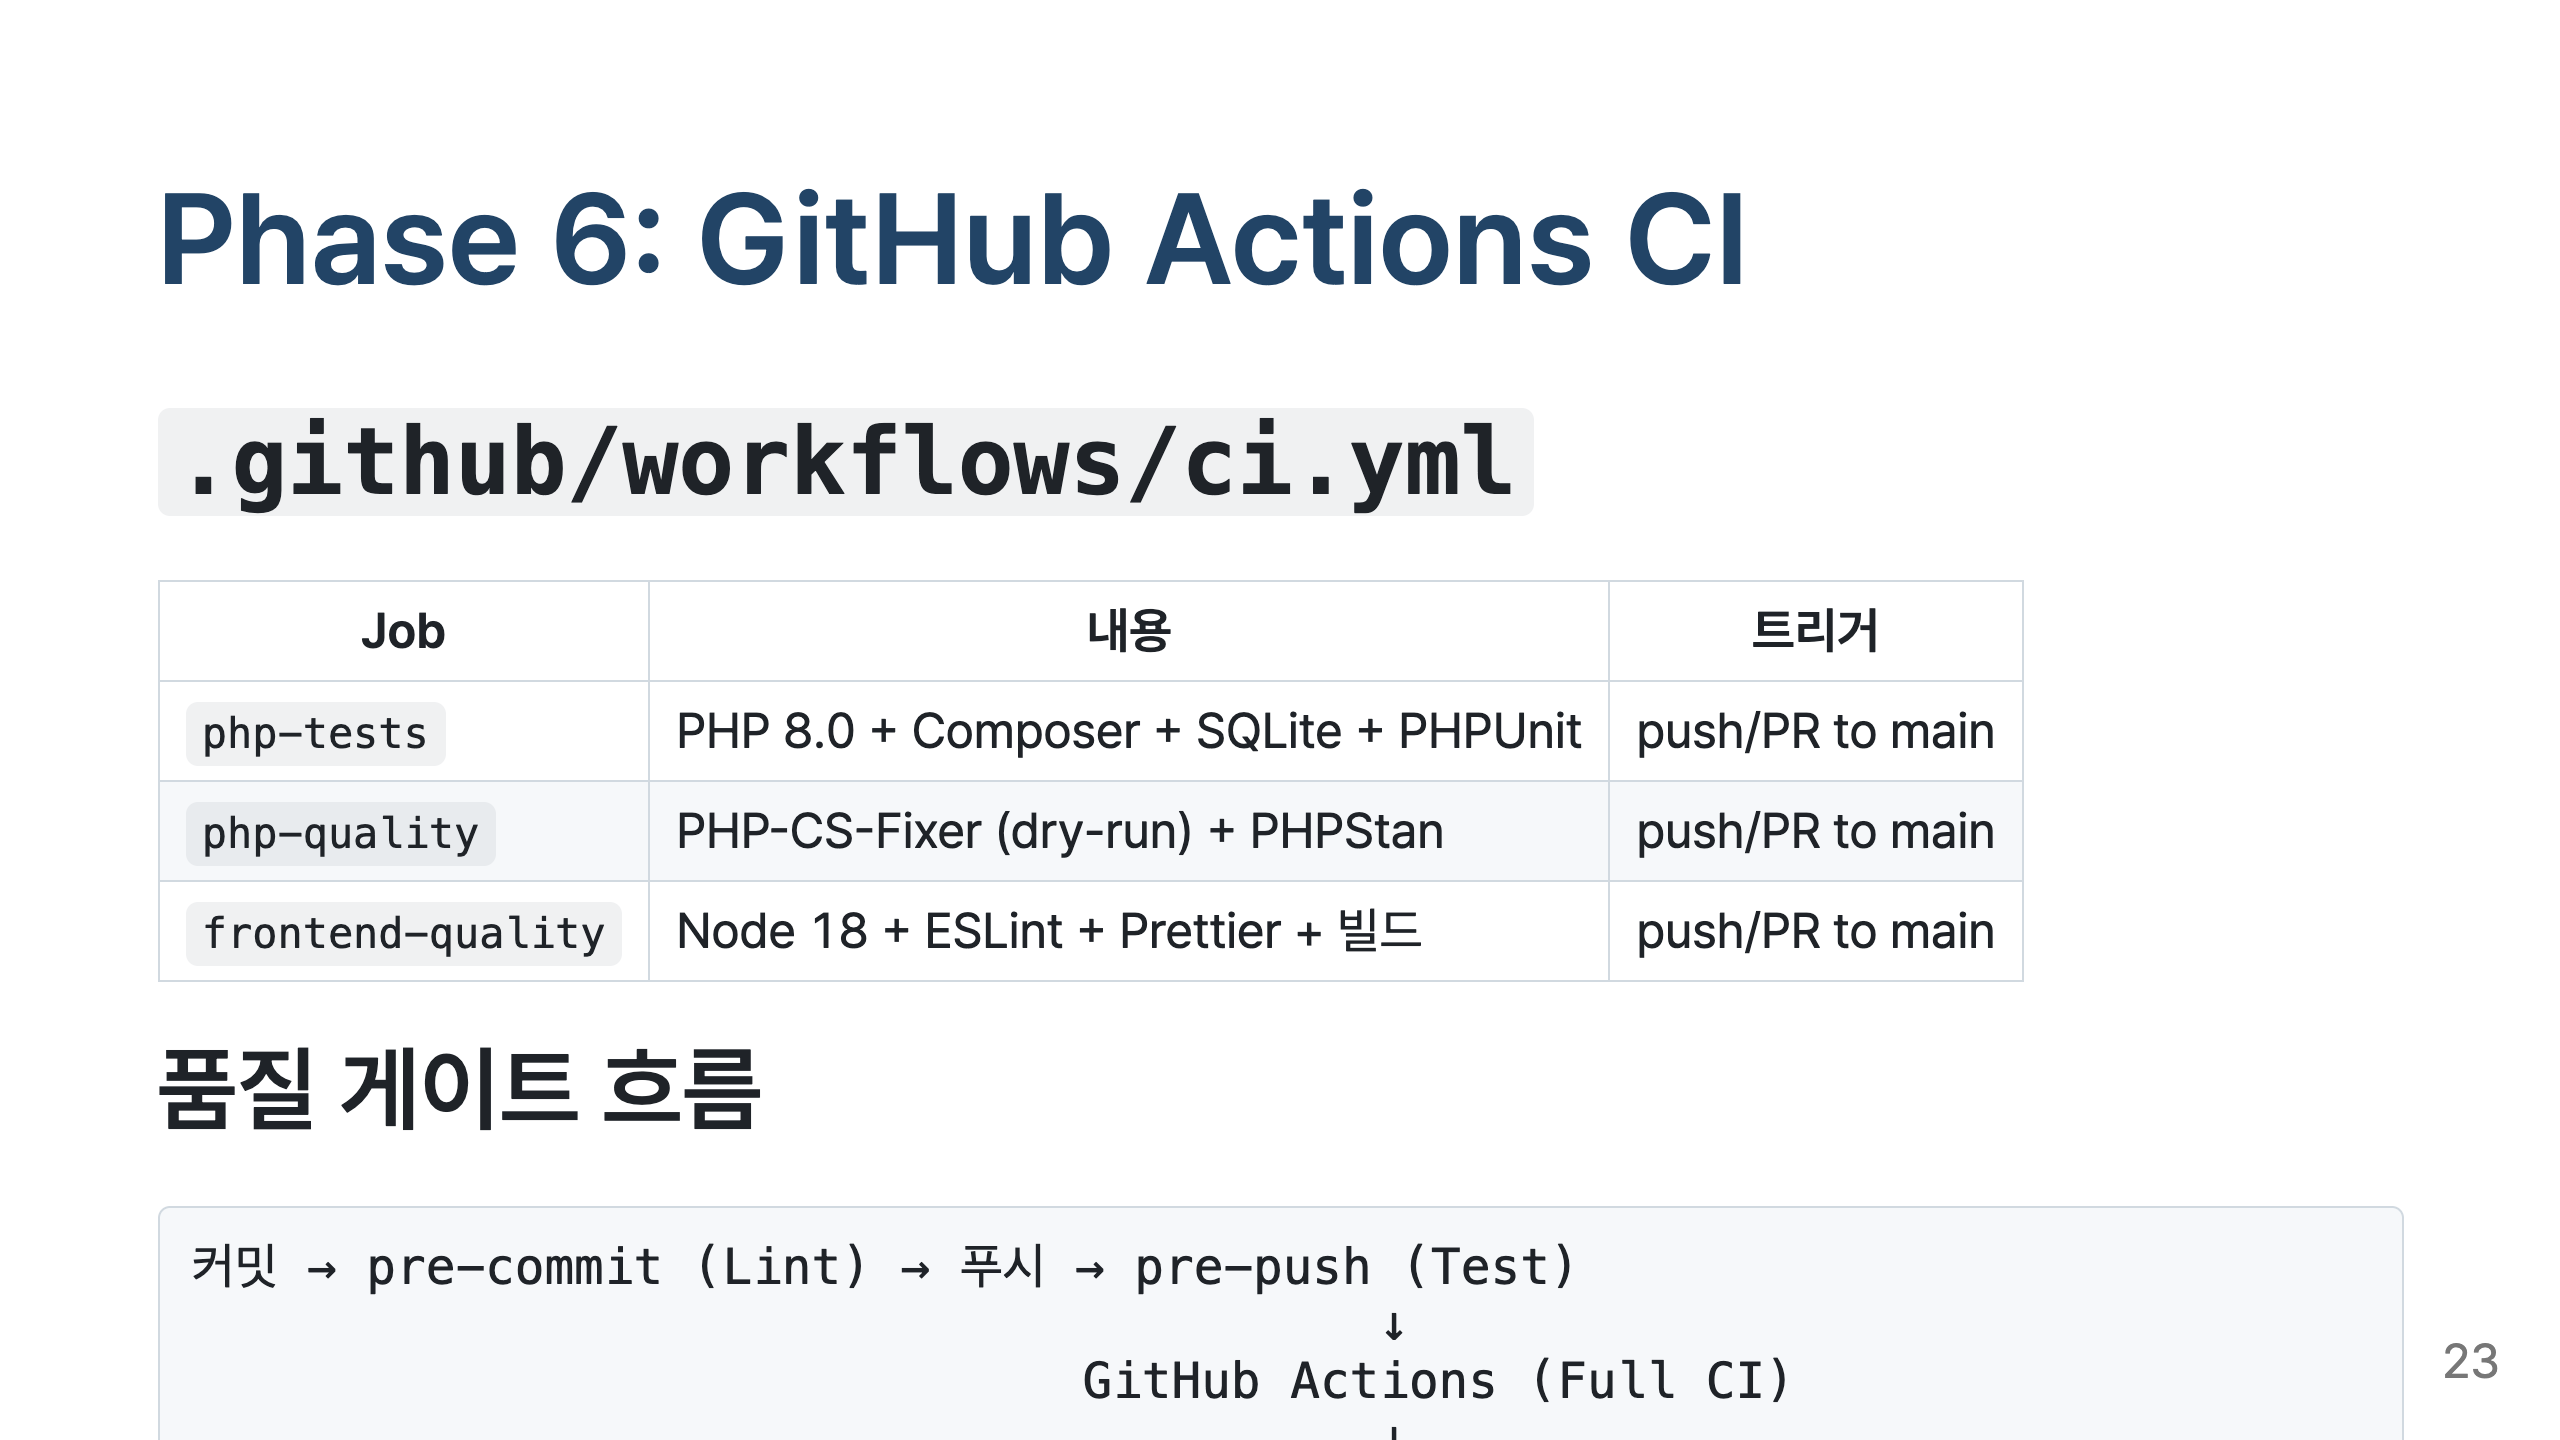 Phase 6: GitHub Actions CI
.github/workflows/ci.yml
Job 내용 트리거
php-tests PHP 8.0 + Composer + SQLite + PHPUnit push/PR to main
php-quality PHP-CS-Fixer (dry-run) + PHPStan push/PR to main
frontend-quality Node 18 + ESLint + Prettier + 빌드 push/PR to main
품질 게이트 흐름
커밋 → pre-commit (Lint) → 푸시 → pre-push (Test)
↓
GitHub Actions (Full CI)
23